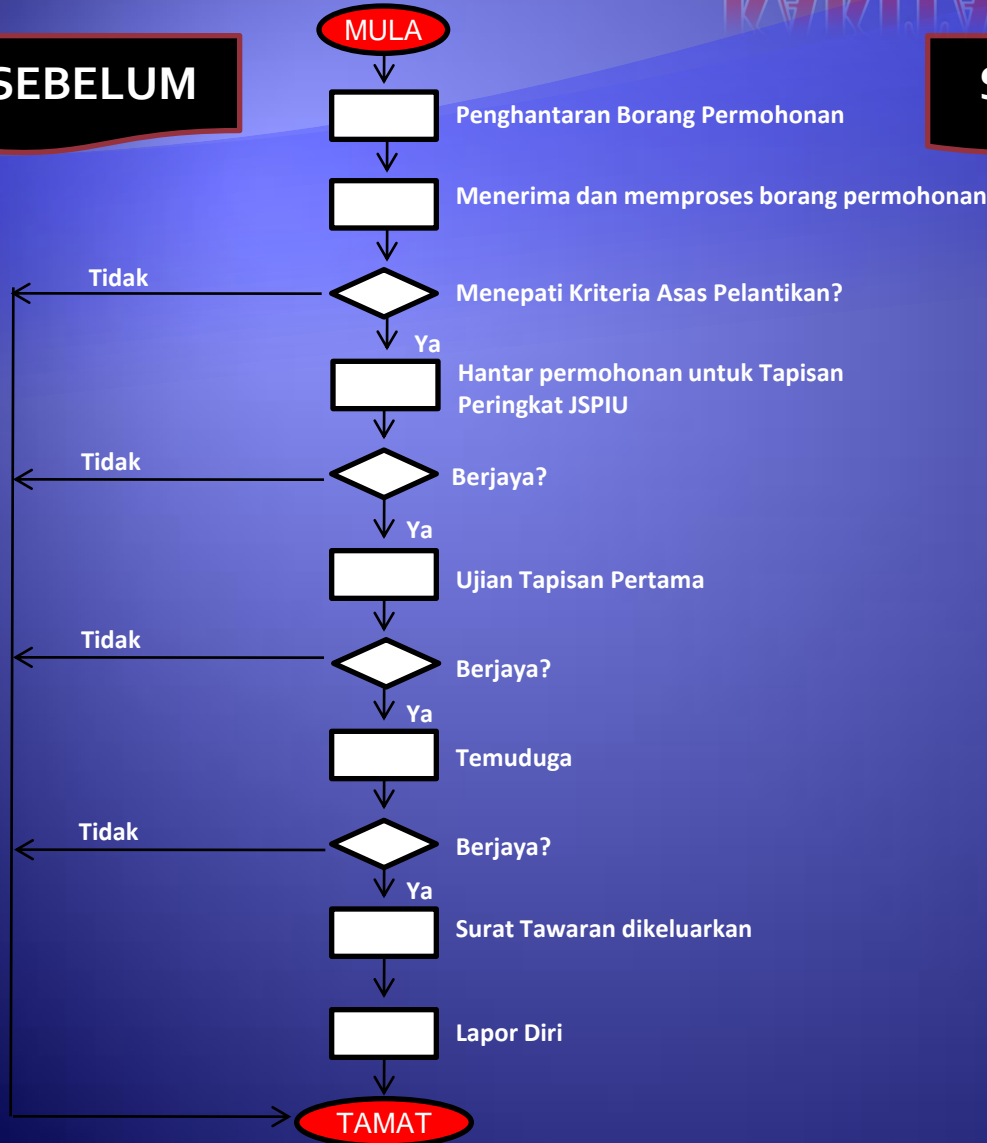 MULA
SEBELUM
S
Penghantaran Borang Permohonan
Menerima dan memproses borang permohonan
Tidak
Menepati Kriteria Asas Pelantikan?
Ya
Hantar permohonan untuk Tapisan
Peringkat JSPIU
Tidak
Berjaya?
Ya
Ujian Tapisan Pertama
Tidak
Berjaya?
Ya
Temuduga
Tidak
Berjaya?
Ya
Surat Tawaran dikeluarkan
Lapor Diri
TAMAT